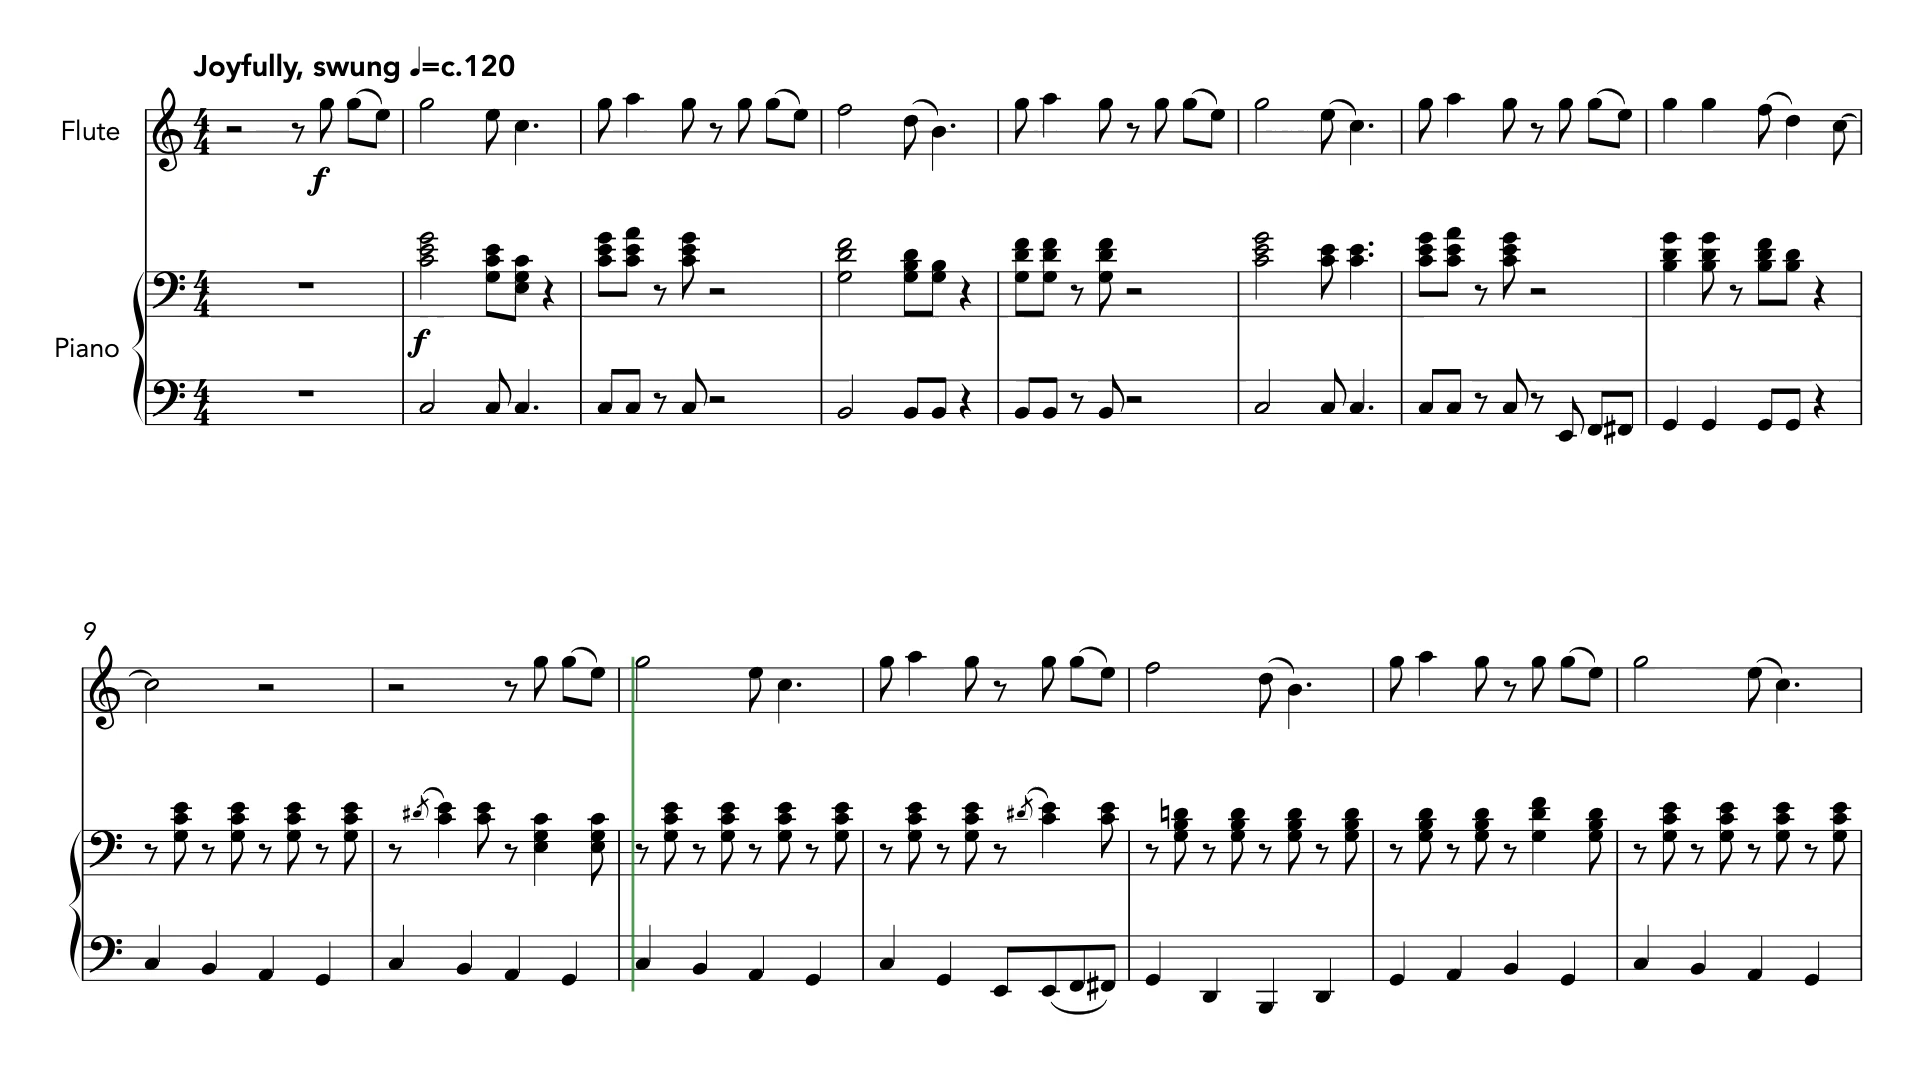 Joyfully, swung ♩=c.120
Flute
f
f
Piano
9